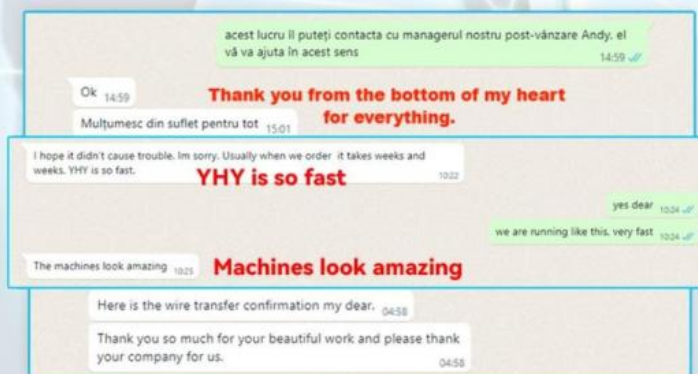 acest lucru îl puteți contacta cu managerul nostru post-vânzare Andy. el
vă va ajuta în acest sens
14:59
Ok 14:59
Thank you from the bottom of my heart
for everything.
Mulțumesc din suflet pentru tot 15:01
I hope it didn't cause trouble. Im sorry. Usually when we order it takes weeks and
weeks. YHY is so fast. 10:22
YHY is so fast
yes dear 10:24
we are running like this. very fast 10:24
The machines look amazing 10:25
Machines look amazing
Here is the wire transfer confirmation my dear. 04:58
Thank you so much for your beautiful work and please thank
your company for us. 04:58